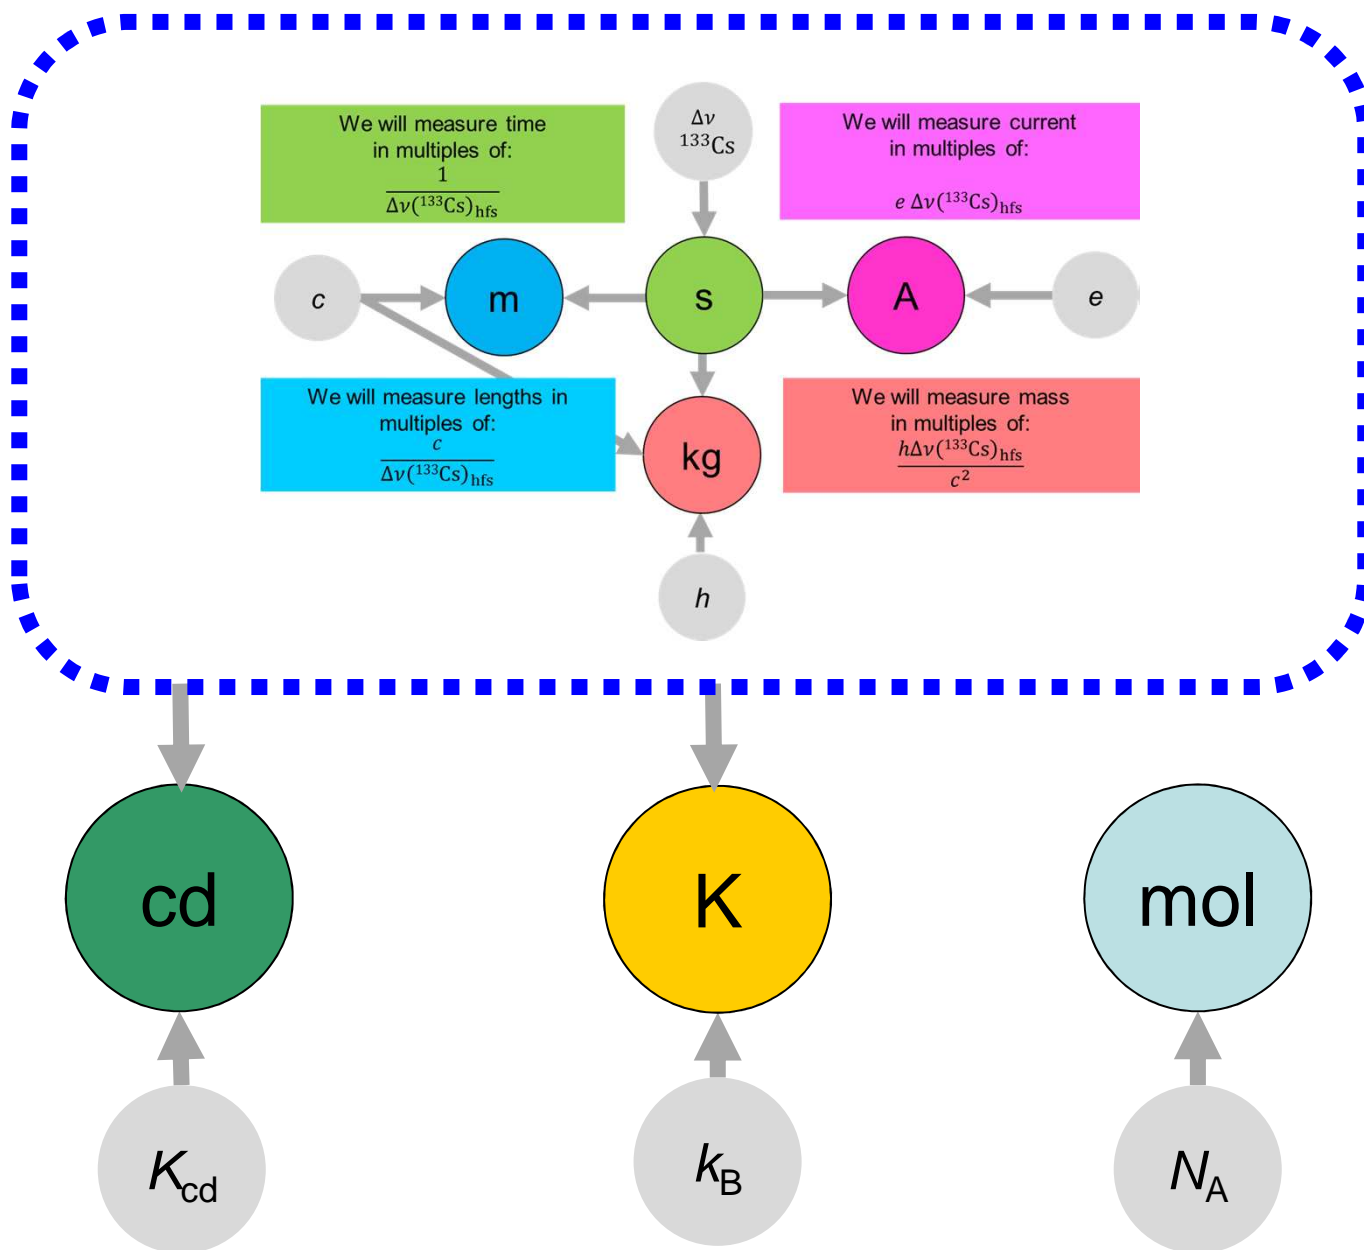 We will measure time
in multiples of:
1
Δν(¹³³Cs)hfs
Δν
¹³³Cs
We will measure current
in multiples of:
e Δν(¹³³Cs)hfs
c
m
s
A
e
We will measure lengths in
multiples of:
c
Δν(¹³³Cs)hfs
kg
We will measure mass
in multiples of:
hΔν(¹³³Cs)hfs
c²
h
cd
K
mol
Kcd
kB
NA